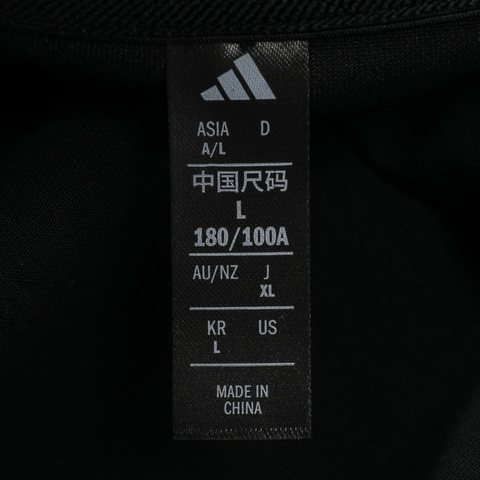 ASIA D
A/L
中国尺码
L
180/100A
AU/NZ J
XL
KR US
L
MADE IN
CHINA